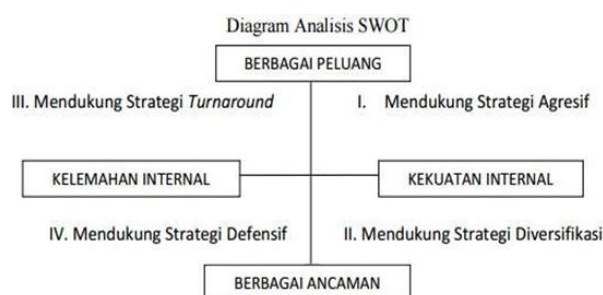 Diagram Analisis SWOT
BERBAGAI PELUANG
III. Mendukung Strategi Turnaround
I. Mendukung Strategi Agresif
KELEMAHAN INTERNAL
KEKUATAN INTERNAL
IV. Mendukung Strategi Defensif
II. Mendukung Strategi Diversifikasi
BERBAGAI ANCAMAN